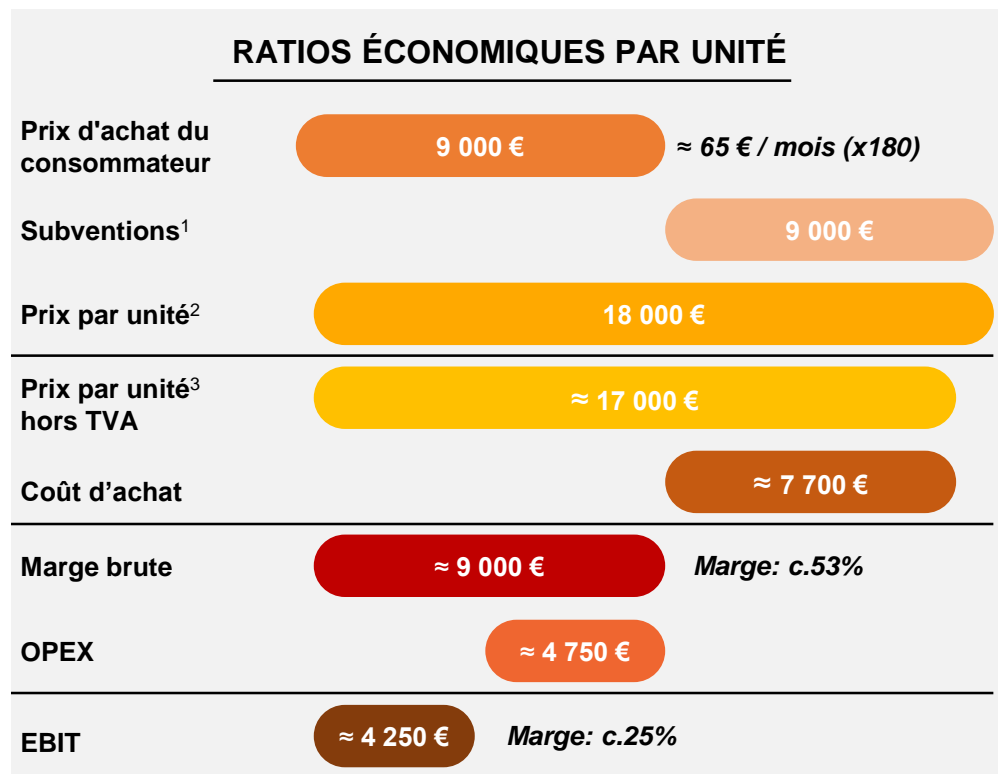 RATIOS ÉCONOMIQUES PAR UNITÉ
Prix d'achat du
consommateur
9 000 €
≈ 65 € / mois (x180)
Subventions¹
9 000 €
Prix par unité²
18 000 €
Prix par unité³
hors TVA
≈ 17 000 €
Coût d’achat
≈ 7 700 €
Marge brute
≈ 9 000 €
Marge: c.53%
OPEX
≈ 4 750 €
EBIT
≈ 4 250 €
Marge: c.25%